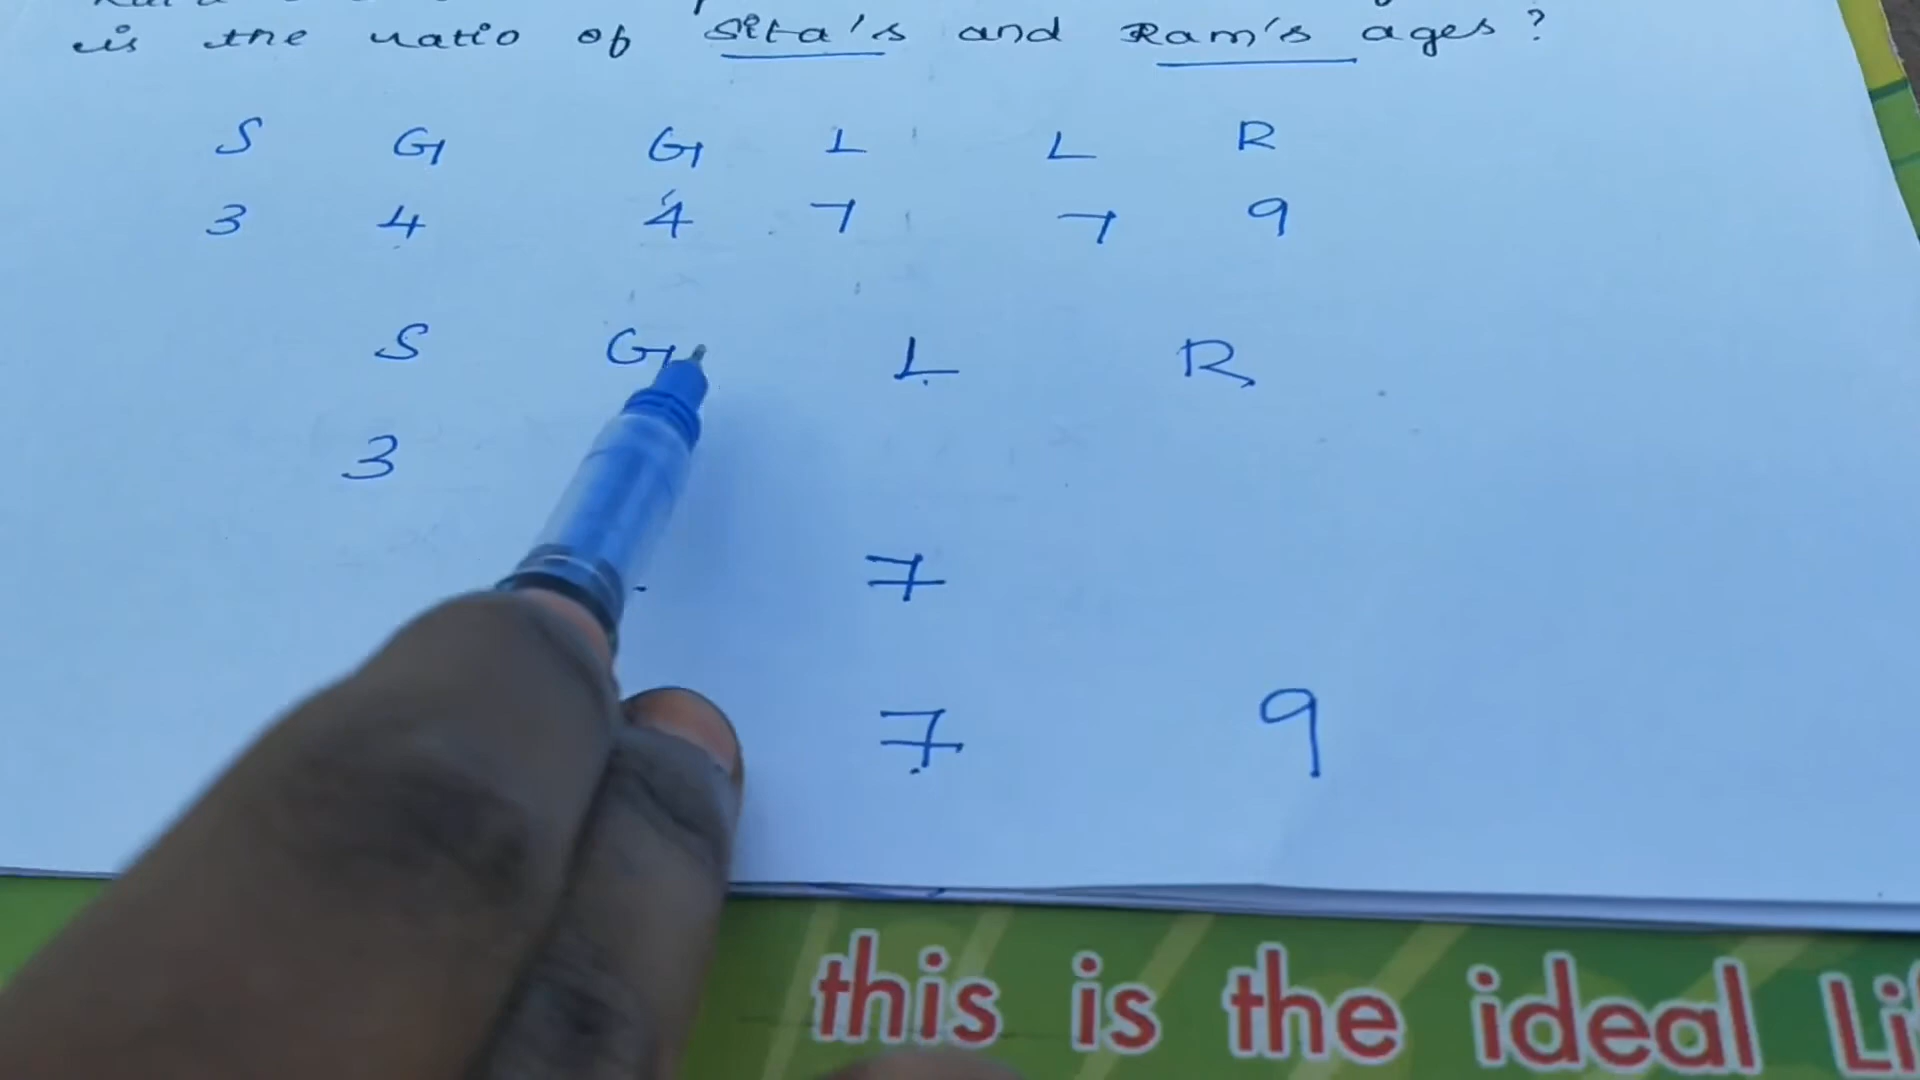 is the ratio of Sita's and Ram's ages?
S G G L L R
3 4 4 7 7 9
S G L R
3
7
7 9
this is the ideal